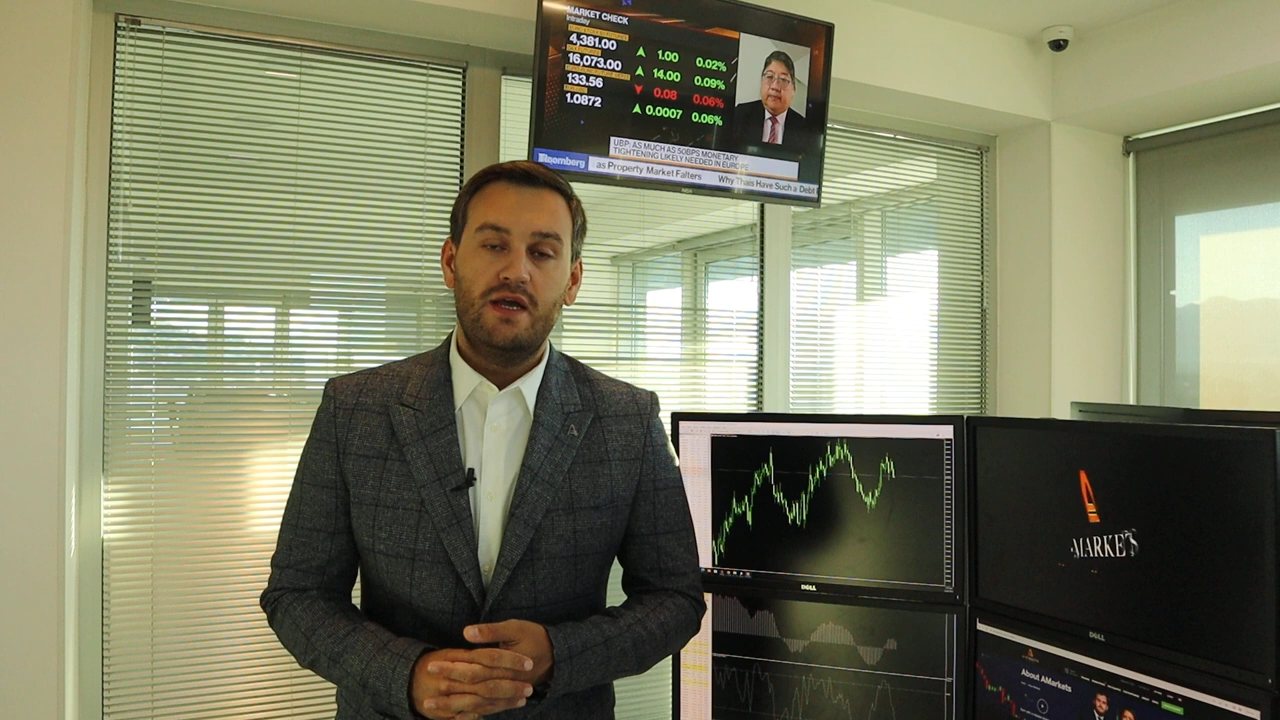 MARKET CHECK
Intraday
4,381.00 1.00 0.02%
16,073.00 14.00 0.09%
133.56 0.08 0.06%
1.0872 0.0007 0.06%
UBP: AS MUCH AS 50BPS MONETARY
TIGHTENING LIKELY NEEDED IN EUROPE
Bloomberg as Property Market Falters Why Thais Have Such a Debt
A
DELL
MARKETS
DELL
About AMarkets